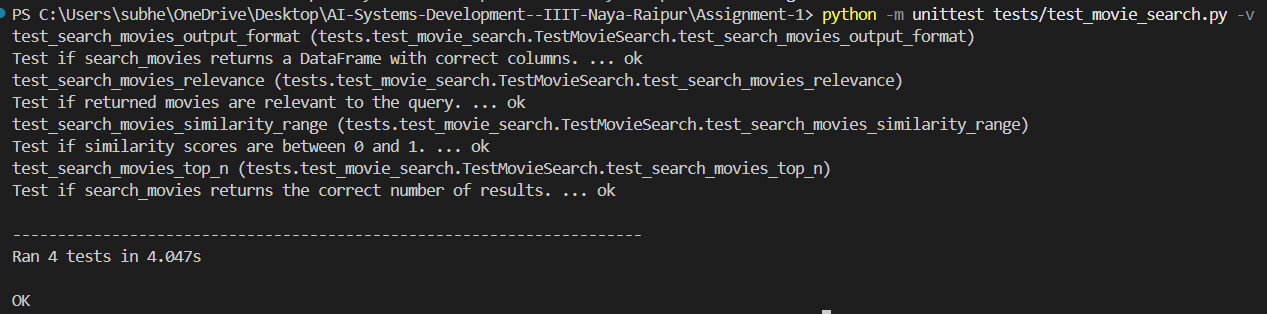 PS C:\Users\subhe\OneDrive\Desktop\AI-Systems-Development--IIIT-Naya-Raipur\Assignment-1> python -m unittest tests/test_movie_search.py -v
test_search_movies_output_format (tests.test_movie_search.TestMovieSearch.test_search_movies_output_format)
Test if search_movies returns a DataFrame with correct columns. ... ok
test_search_movies_relevance (tests.test_movie_search.TestMovieSearch.test_search_movies_relevance)
Test if returned movies are relevant to the query. ... ok
test_search_movies_similarity_range (tests.test_movie_search.TestMovieSearch.test_search_movies_similarity_range)
Test if similarity scores are between 0 and 1. ... ok
test_search_movies_top_n (tests.test_movie_search.TestMovieSearch.test_search_movies_top_n)
Test if search_movies returns the correct number of results. ... ok
----------------------------------------------------------------------
Ran 4 tests in 4.047s
OK